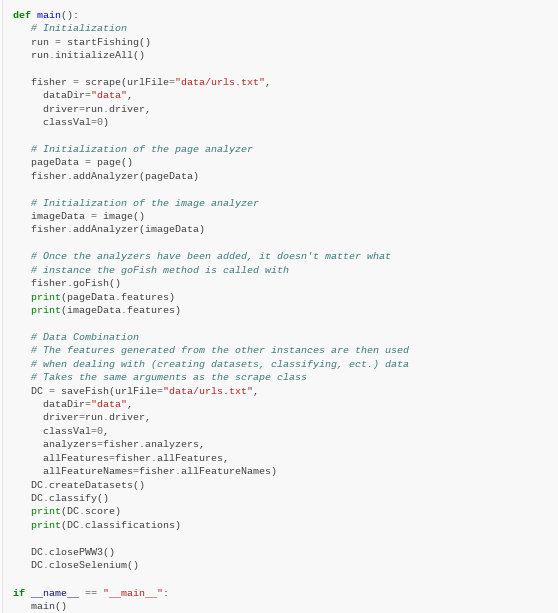 def main():
   # Initialization
   run = startFishing()
   run.initializeAll()

   fisher = scrape(urlFile="data/urls.txt",
     dataDir="data",
     driver=run.driver,
     classVal=0)

   # Initialization of the page analyzer
   pageData = page()
   fisher.addAnalyzer(pageData)

   # Initialization of the image analyzer
   imageData = image()
   fisher.addAnalyzer(imageData)

   # Once the analyzers have been added, it doesn't matter what
   # instance the goFish method is called with
   fisher.goFish()
   print(pageData.features)
   print(imageData.features)

   # Data Combination
   # The features generated from the other instances are then used
   # when dealing with (creating datasets, classifying, ect.) data
   # Takes the same arguments as the scrape class
   DC = saveFish(urlFile="data/urls.txt",
     dataDir="data",
     driver=run.driver,
     classVal=0,
     analyzers=fisher.analyzers,
     allFeatures=fisher.allFeatures,
     allFeatureNames=fisher.allFeatureNames)
   DC.createDatasets()
   DC.classify()
   print(DC.score)
   print(DC.classifications)

   DC.closePWW3()
   DC.closeSelenium()

if __name__ == "__main__":
   main()